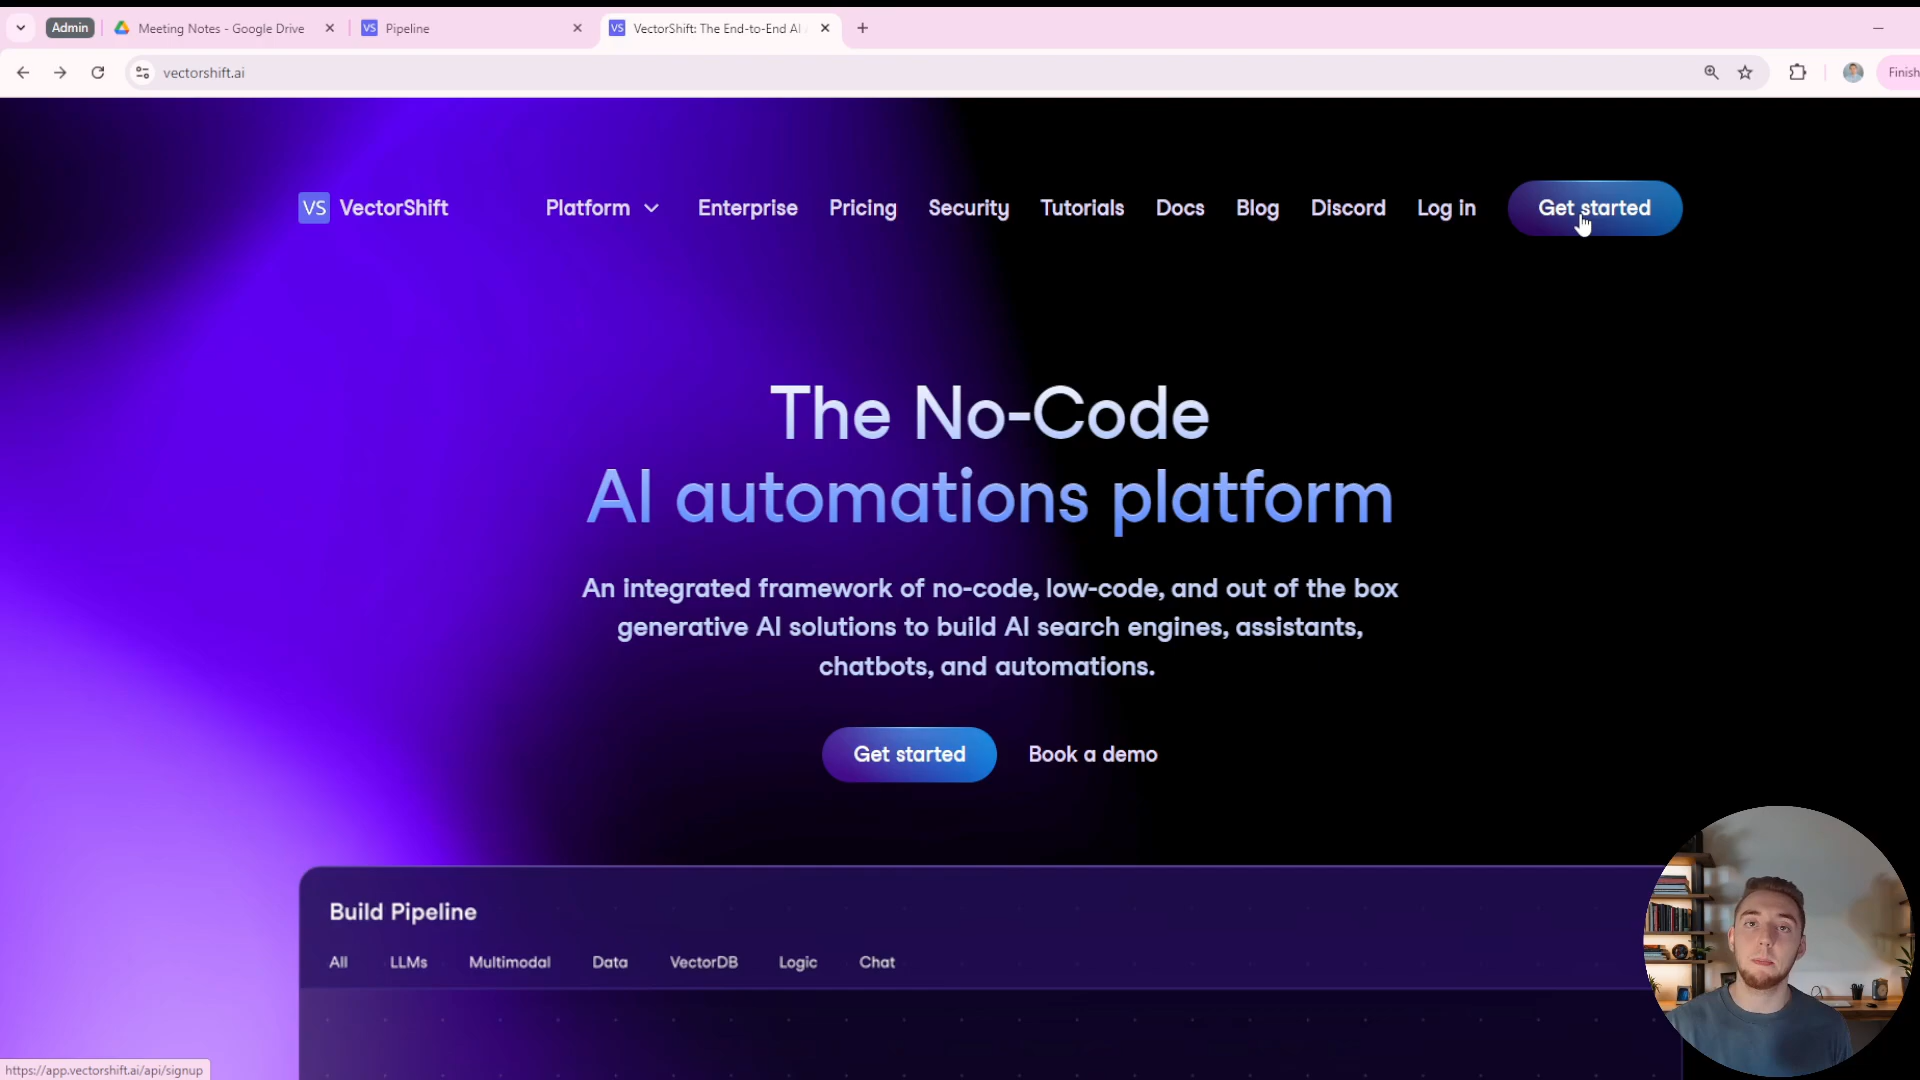 Admin
Meeting Notes - Google Drive
VS Pipeline
VS VectorShift: The End-to-End AI
vectorshift.ai
Finish
VS VectorShift
Platform
Enterprise
Pricing
Security
Tutorials
Docs
Blog
Discord
Log in
Get started
The No-Code
AI automations platform
An integrated framework of no-code, low-code, and out of the box
generative AI solutions to build AI search engines, assistants,
chatbots, and automations.
Get started
Book a demo
Build Pipeline
All
LLMs
Multimodal
Data
VectorDB
Logic
Chat
https://app.vectorshift.ai/api/signup